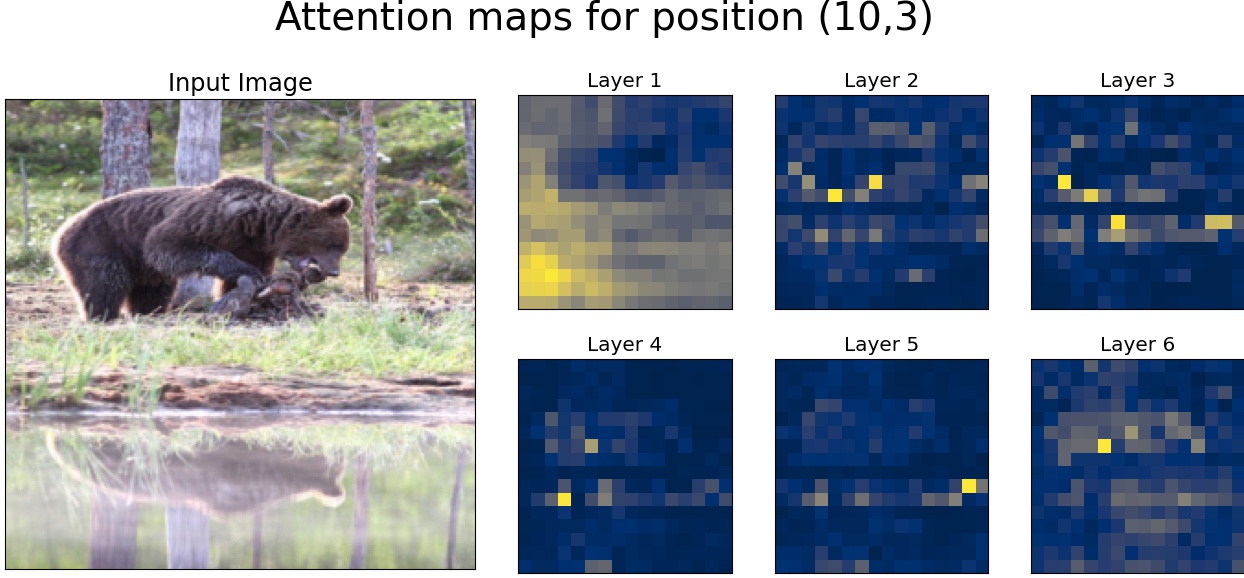 Attention maps for position (10,3)
Input Image
Layer 1
Layer 2
Layer 3
Layer 4
Layer 5
Layer 6